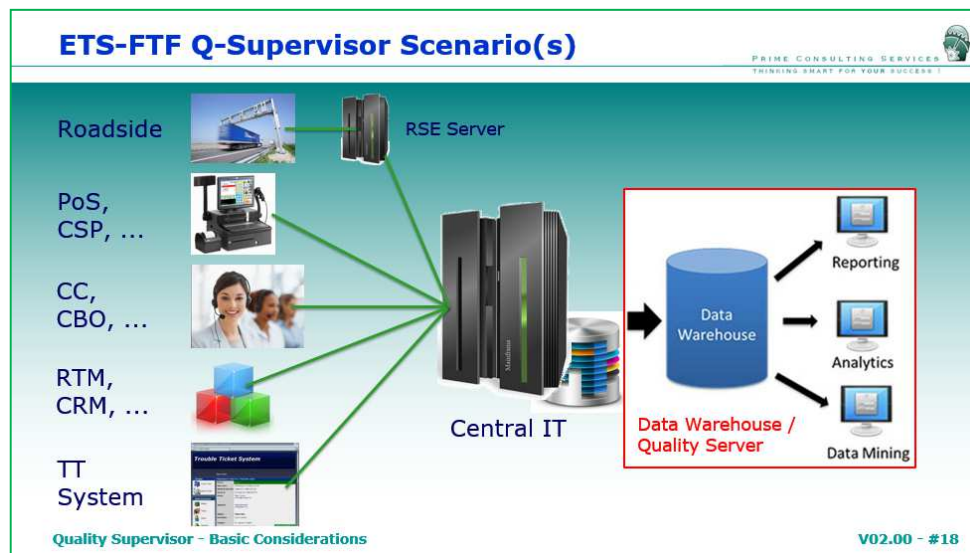 ETS-FTF Q-Supervisor Scenario(s)
PRIME CONSULTING SERVICES
THINKING SMART FOR YOUR SUCCESS !
Roadside
RSE Server
PoS,
CSP, ...
CC,
CBO, ...
RTM,
CRM, ...
TT
System
Trouble Ticket System
Central IT
Data
Warehouse
Reporting
Analytics
Data Mining
Data Warehouse /
Quality Server
Quality Supervisor - Basic Considerations
V02.00 - #18